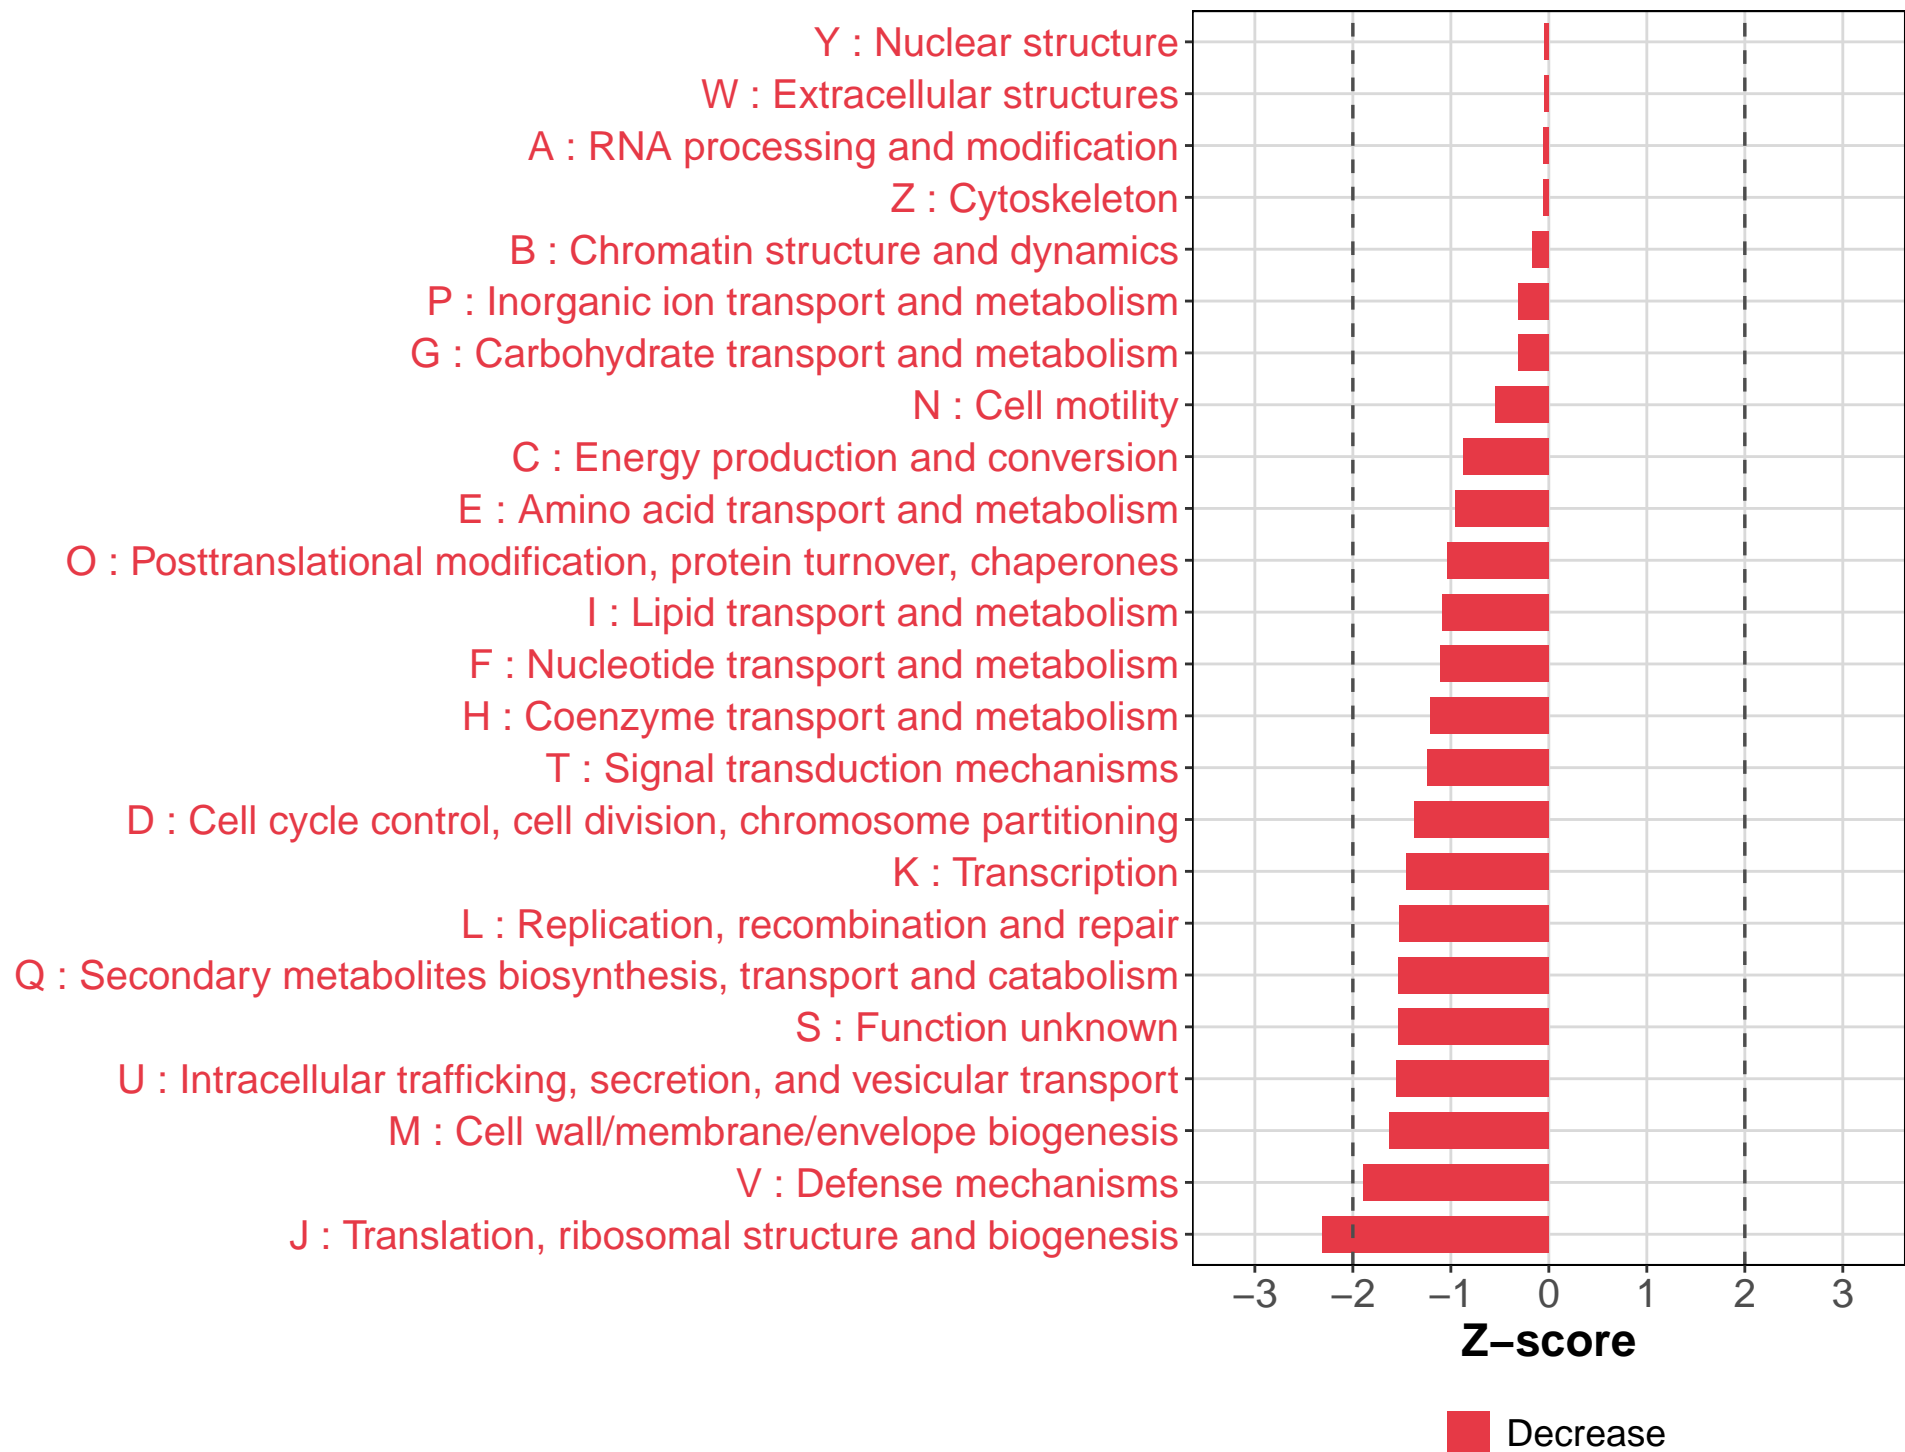 Y : Nuclear structure
W : Extracellular structures
A : RNA processing and modification
Z : Cytoskeleton
B : Chromatin structure and dynamics
P : Inorganic ion transport and metabolism
G : Carbohydrate transport and metabolism
N : Cell motility
C : Energy production and conversion
E : Amino acid transport and metabolism
O : Posttranslational modification, protein turnover, chaperones
I : Lipid transport and metabolism
F : Nucleotide transport and metabolism
H : Coenzyme transport and metabolism
T : Signal transduction mechanisms
D : Cell cycle control, cell division, chromosome partitioning
K : Transcription
L : Replication, recombination and repair
Q : Secondary metabolites biosynthesis, transport and catabolism
S : Function unknown
U : Intracellular trafficking, secretion, and vesicular transport
M : Cell wall/membrane/envelope biogenesis
V : Defense mechanisms
J : Translation, ribosomal structure and biogenesis
−3 −2 −1 0 1 2 3
Z−score
Decrease